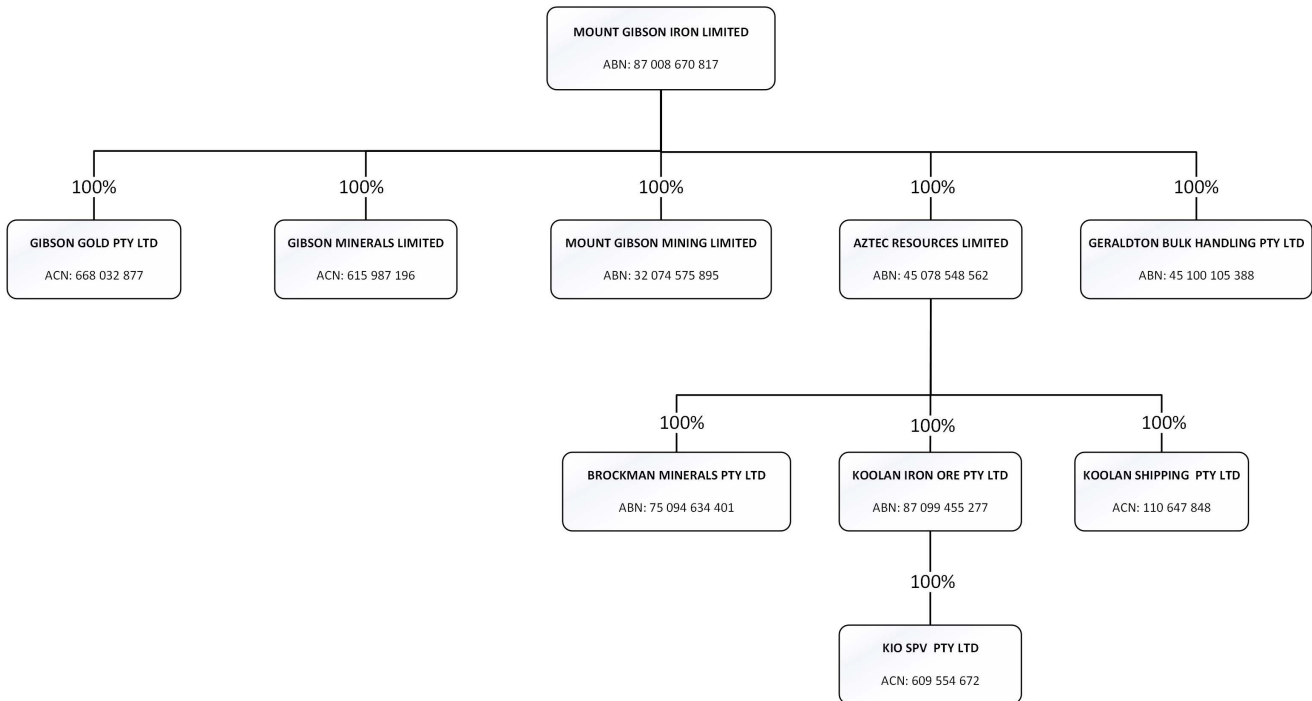 MOUNT GIBSON IRON LIMITED
ABN: 87 008 670 817
100%
100%
100%
100%
100%
GIBSON GOLD PTY LTD
ACN: 668 032 877
GIBSON MINERALS LIMITED
ACN: 615 987 196
MOUNT GIBSON MINING LIMITED
ABN: 32 074 575 895
AZTEC RESOURCES LIMITED
ABN: 45 078 548 562
GERALDTON BULK HANDLING PTY LTD
ABN: 45 100 105 388
100%
100%
100%
BROCKMAN MINERALS PTY LTD
ABN: 75 094 634 401
KOOLAN IRON ORE PTY LTD
ABN: 87 099 455 277
KOOLAN SHIPPING  PTY LTD
ACN: 110 647 848
100%
KIO SPV  PTY LTD
ACN: 609 554 672